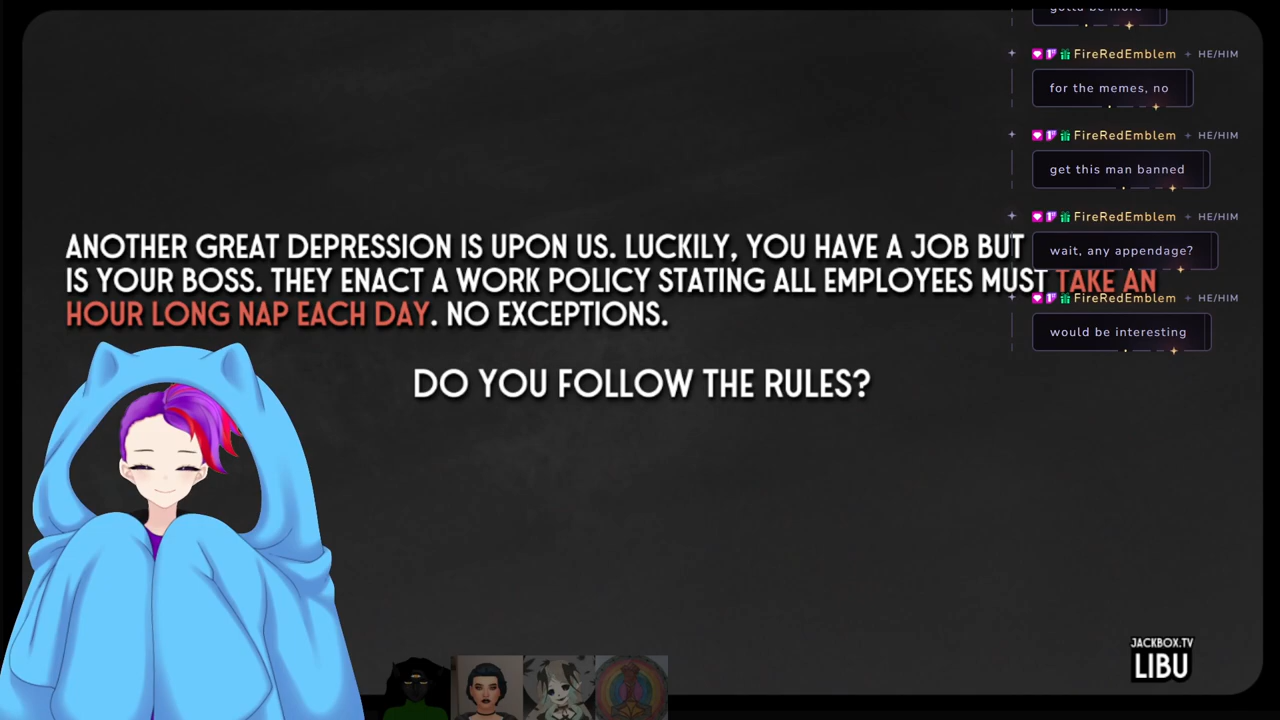 gotta be more
FireRedEmblem HE/HIM
for the memes, no
FireRedEmblem HE/HIM
get this man banned
FireRedEmblem HE/HIM
wait, any appendage?
FireRedEmblem HE/HIM
would be interesting
ANOTHER GREAT DEPRESSION IS UPON US. LUCKILY, YOU HAVE A JOB BUT
IS YOUR BOSS. THEY ENACT A WORK POLICY STATING ALL EMPLOYEES MUST TAKE AN
HOUR LONG NAP EACH DAY. NO EXCEPTIONS.
DO YOU FOLLOW THE RULES?
JACKBOX.TV
LIBU